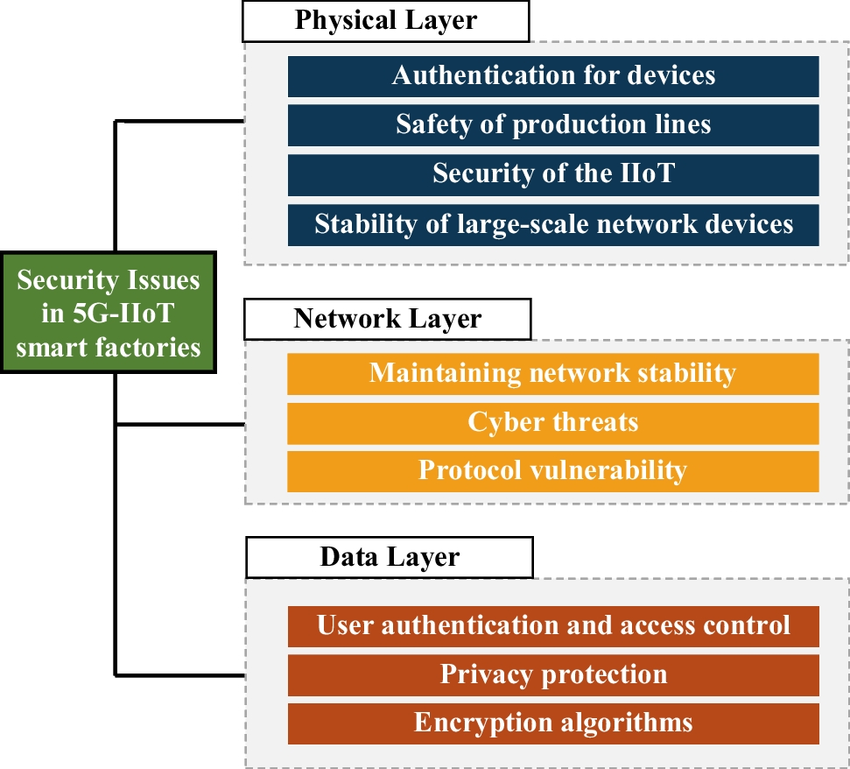 Physical Layer
Authentication for devices
Safety of production lines
Security of the IIoT
Stability of large-scale network devices
Security Issues
in 5G-IIoT
smart factories
Network Layer
Maintaining network stability
Cyber threats
Protocol vulnerability
Data Layer
User authentication and access control
Privacy protection
Encryption algorithms